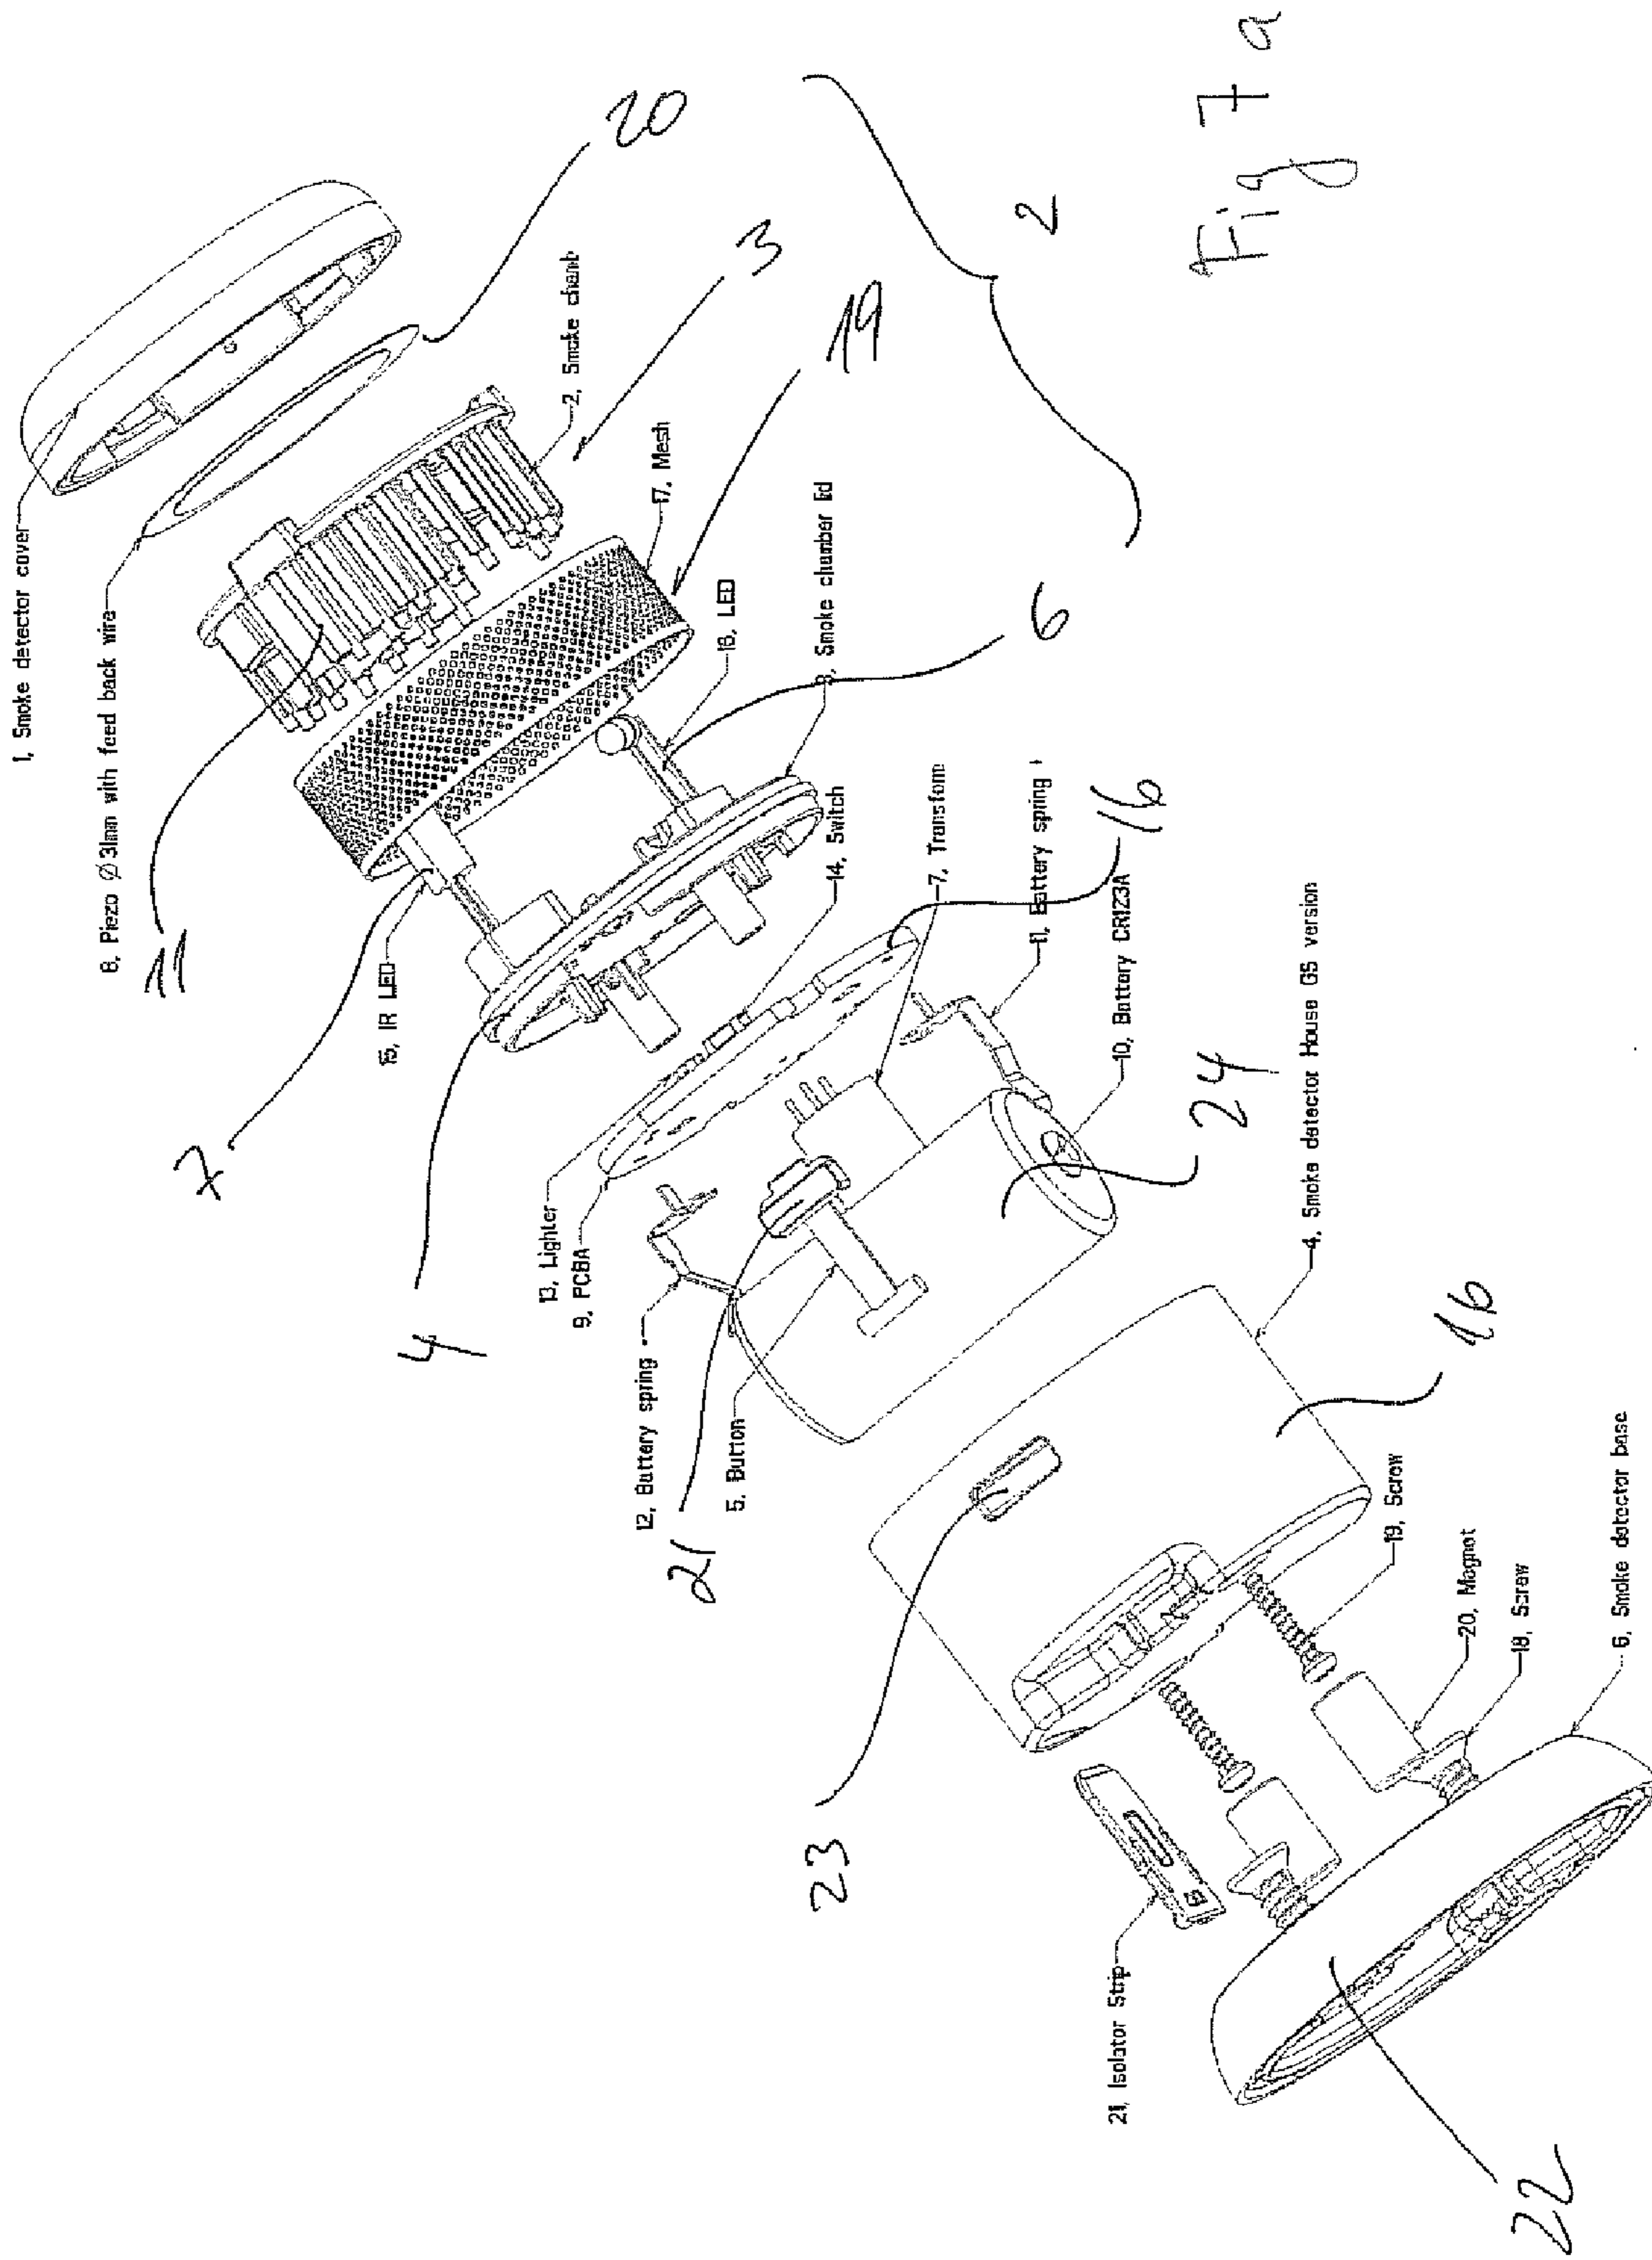 1, Smoke detector cover
8, Piezo Ø 31mm with feed back wire
20
11
2, Smoke chamb
3
17, Mesh
19
2
Fig 7a
15, IR LED
16, LED
6
3, Smoke chamber lid
7
4
14, Switch
7, Transform
16
11, Battery spring
10, Battery CR123A
24
13, Lighter
9, PCBA
12, Battery spring
5, Button
21
4, Smoke detector House GS version
16
23
19, Screw
20, Magnet
18, Screw
6, Smoke detector base
21, Isolator Strip
22